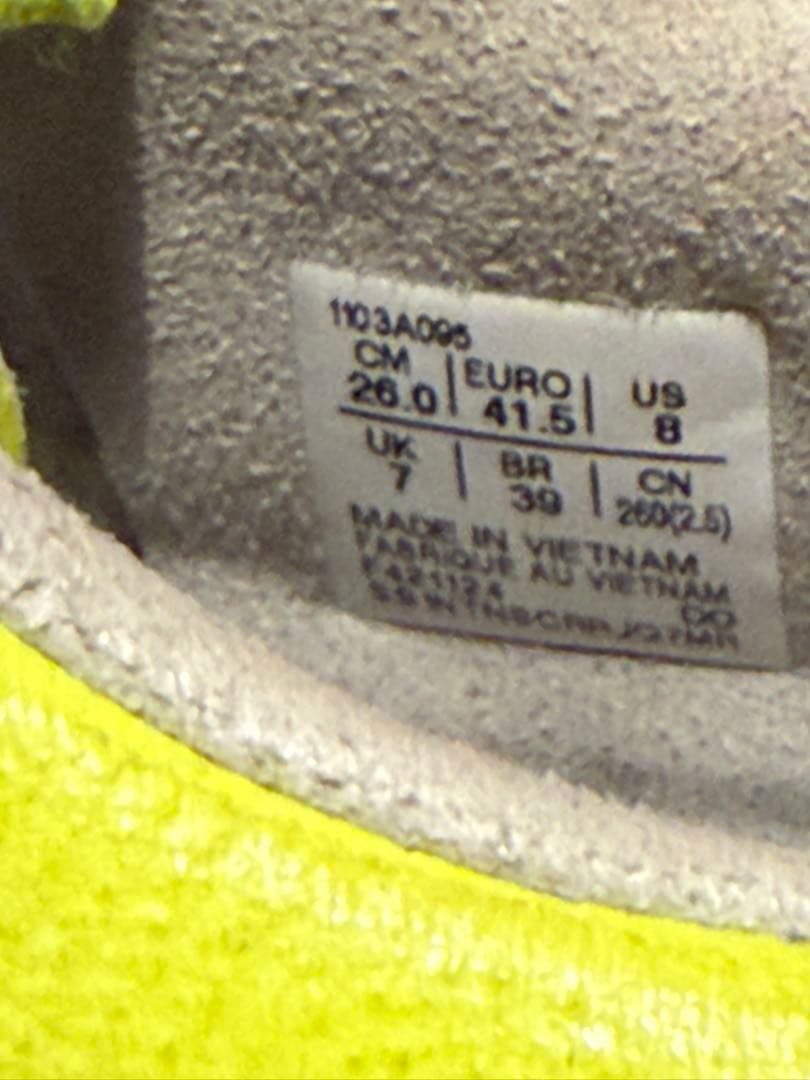 1103A095
CM | EURO | US
26.0 | 41.5 | 8
UK | BR | CN
7 | 39 | 260(2.5)
MADE IN VIETNAM
FABRIQUE AU VIETNAM